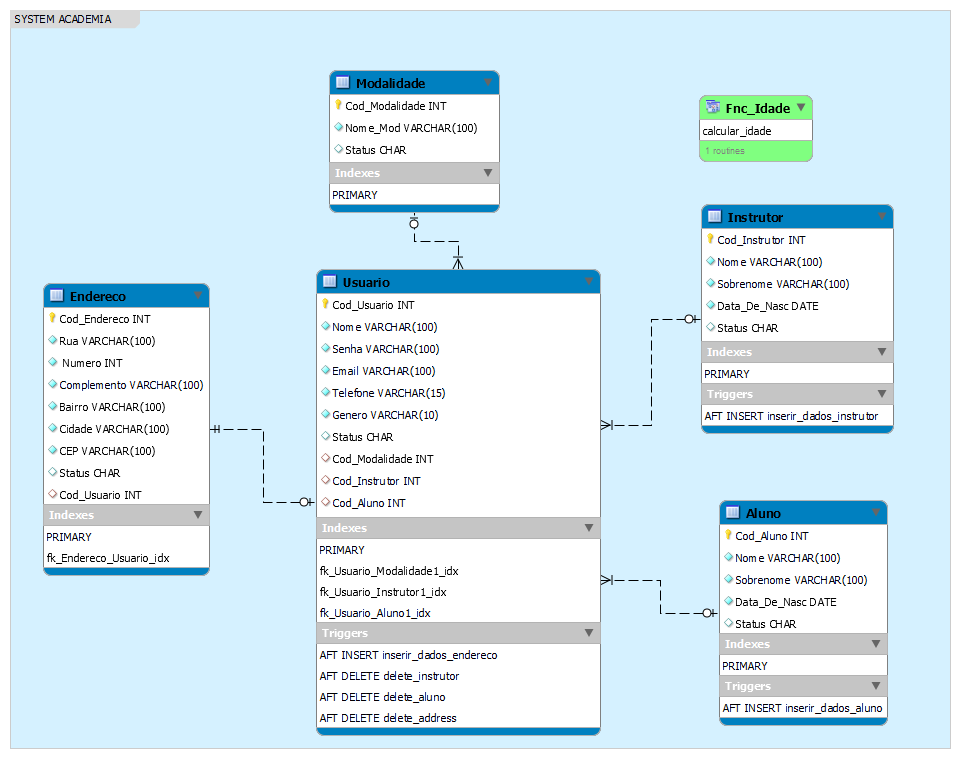 SYSTEM ACADEMIA
Modalidade
Cod_Modalidade INT
Nome_Mod VARCHAR(100)
Status CHAR
Indexes
PRIMARY
Fnc_Idade
calcular_idade
1 routines
Instrutor
Cod_Instrutor INT
Nome VARCHAR(100)
Sobrenome VARCHAR(100)
Data_De_Nasc DATE
Status CHAR
Indexes
PRIMARY
Triggers
AFT INSERT inserir_dados_instrutor
Endereco
Cod_Endereco INT
Rua VARCHAR(100)
Numero INT
Complemento VARCHAR(100)
Bairro VARCHAR(100)
Cidade VARCHAR(100)
CEP VARCHAR(100)
Status CHAR
Cod_Usuario INT
Indexes
PRIMARY
fk_Endereco_Usuario_idx
Usuario
Cod_Usuario INT
Nome VARCHAR(100)
Senha VARCHAR(100)
Email VARCHAR(100)
Telefone VARCHAR(15)
Genero VARCHAR(10)
Status CHAR
Cod_Modalidade INT
Cod_Instrutor INT
Cod_Aluno INT
Indexes
PRIMARY
fk_Usuario_Modalidade1_idx
fk_Usuario_Instrutor1_idx
fk_Usuario_Aluno1_idx
Triggers
AFT INSERT inserir_dados_endereco
AFT DELETE delete_instrutor
AFT DELETE delete_aluno
AFT DELETE delete_address
Aluno
Cod_Aluno INT
Nome VARCHAR(100)
Sobrenome VARCHAR(100)
Data_De_Nasc DATE
Status CHAR
Indexes
PRIMARY
Triggers
AFT INSERT inserir_dados_aluno